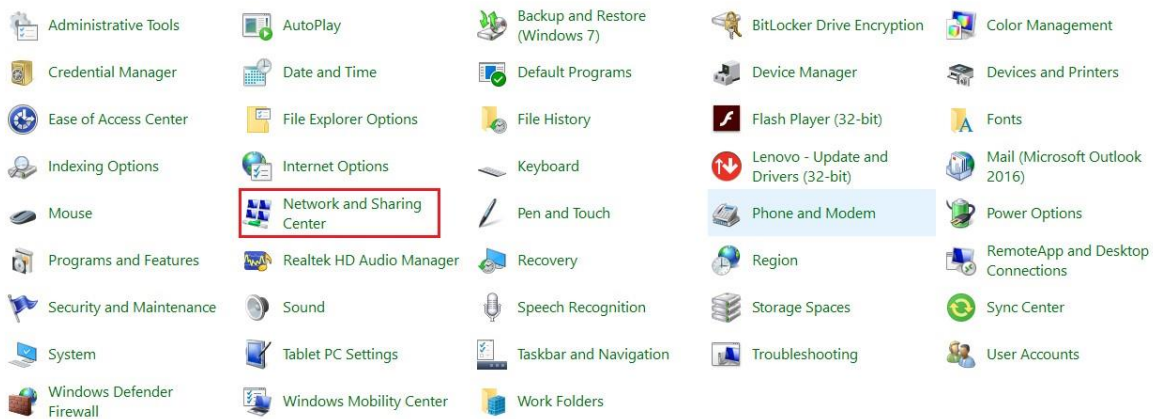 Administrative Tools
AutoPlay
Backup and Restore
(Windows 7)
BitLocker Drive Encryption
Color Management
Credential Manager
Date and Time
Default Programs
Device Manager
Devices and Printers
Ease of Access Center
File Explorer Options
File History
Flash Player (32-bit)
Fonts
Indexing Options
Internet Options
Keyboard
Lenovo - Update and
Drivers (32-bit)
Mail (Microsoft Outlook
2016)
Mouse
Network and Sharing
Center
Pen and Touch
Phone and Modem
Power Options
Programs and Features
Realtek HD Audio Manager
Recovery
Region
RemoteApp and Desktop
Connections
Security and Maintenance
Sound
Speech Recognition
Storage Spaces
Sync Center
System
Tablet PC Settings
Taskbar and Navigation
Troubleshooting
User Accounts
Windows Defender
Firewall
Windows Mobility Center
Work Folders